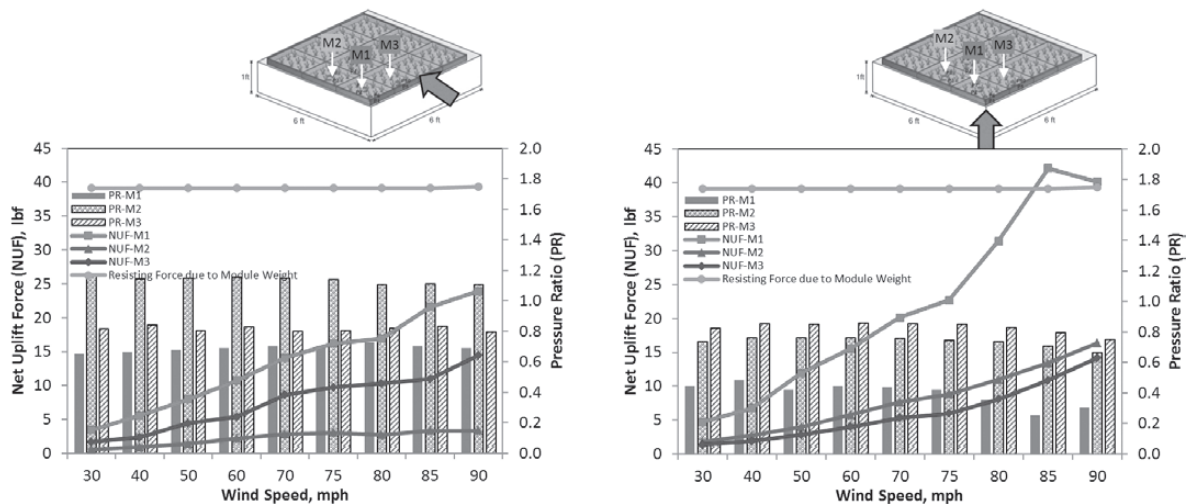 M2
M3
M1
1ft
6 ft
6 ft
45
40
35
30
25
20
15
10
5
0
Net Uplift Force (NUF), lbf
PR-M1
PR-M2
PR-M3
NUF-M1
NUF-M2
NUF-M3
Resisting Force due to Module Weight
2.0
1.8
1.6
1.4
1.2
1.0
0.8
0.6
0.4
0.2
0.0
Pressure Ratio (PR)
30 40 50 60 70 75 80 85 90
Wind Speed, mph
M2
M3
M1
1ft
6 ft
6 ft
45
40
35
30
25
20
15
10
5
0
Net Uplift Force (NUF), lbf
PR-M1
PR-M2
PR-M3
NUF-M1
NUF-M2
NUF-M3
Resisting Force due to Module Weight
2.0
1.8
1.6
1.4
1.2
1.0
0.8
0.6
0.4
0.2
0.0
Pressure Ratio (PR)
30 40 50 60 70 75 80 85 90
Wind Speed, mph